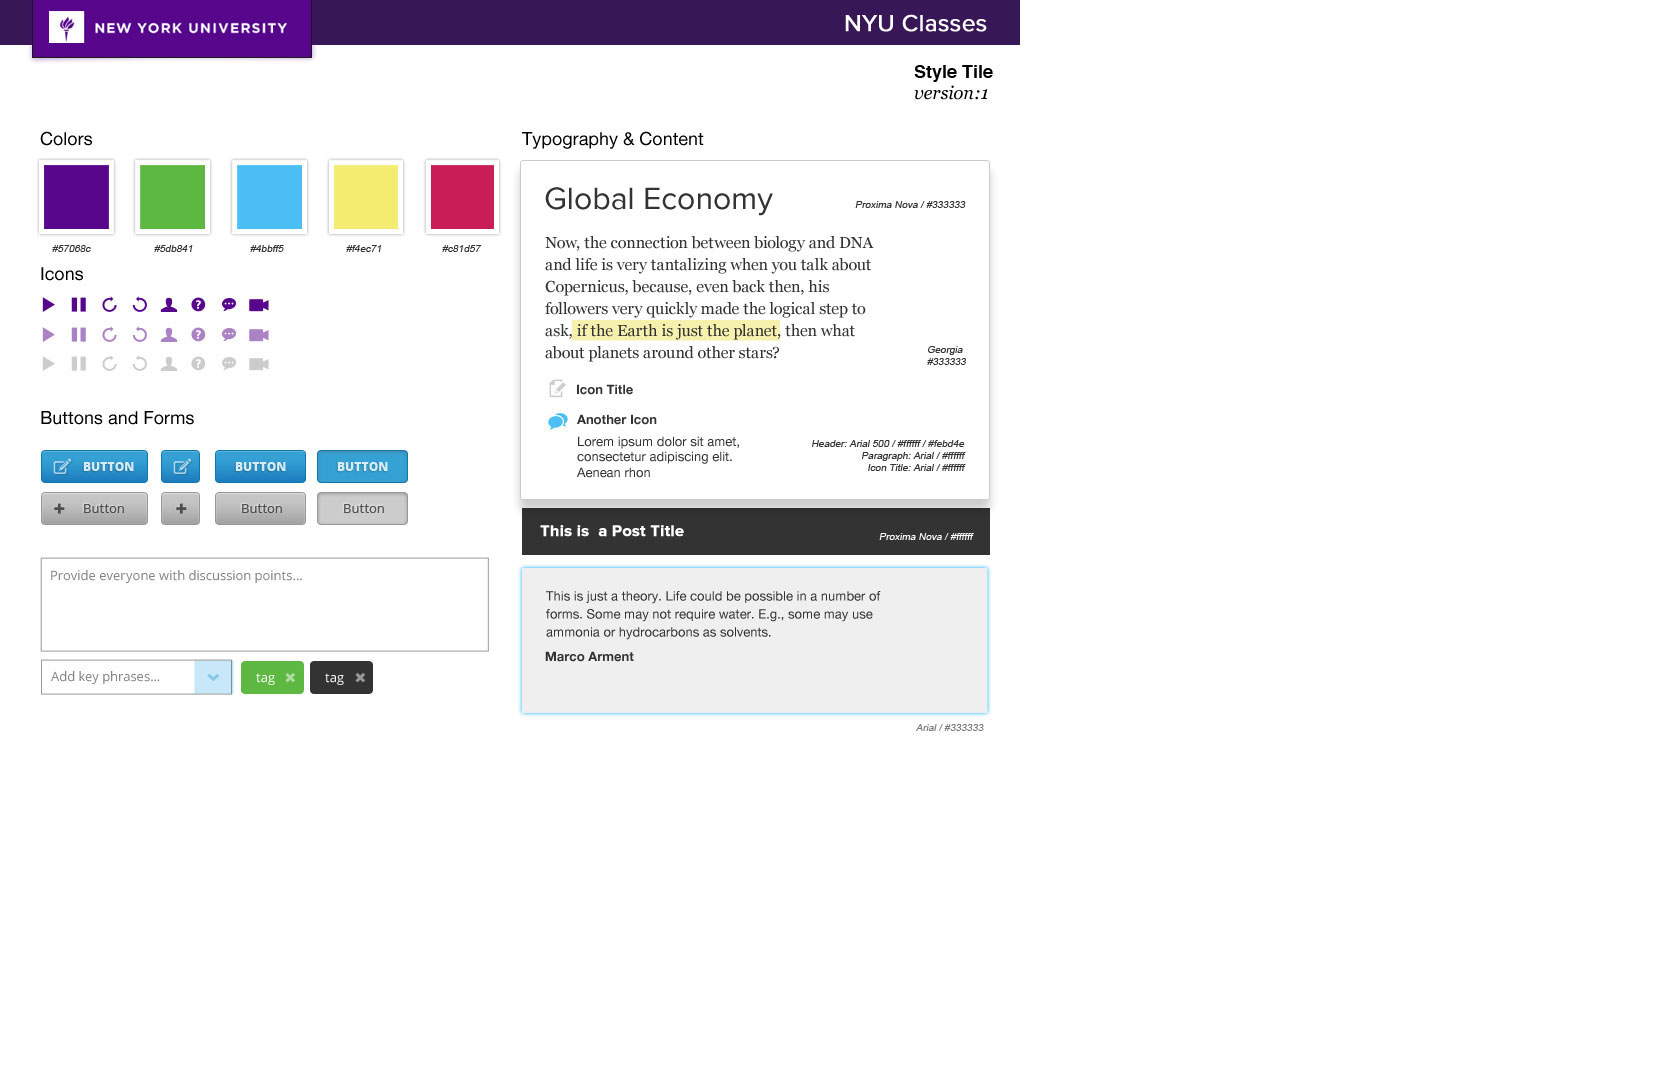 NEW YORK UNIVERSITY
NYU Classes
Style Tile
version:1
Colors
#57068c
#5db841
#4bbff5
#f4ec71
#c81d57
Icons
Buttons and Forms
BUTTON
BUTTON
BUTTON
Button
Button
Button
Provide everyone with discussion points...
Add key phrases...
tag
tag
Typography & Content
Global Economy
Proxima Nova / #333333
Now, the connection between biology and DNA
and life is very tantalizing when you talk about
Copernicus, because, even back then, his
followers very quickly made the logical step to
ask, if the Earth is just the planet, then what
about planets around other stars?
Georgia
#333333
Icon Title
Another Icon
Lorem ipsum dolor sit amet,
consectetur adipiscing elit.
Aenean rhon
Header: Arial 500 / #ffffff / #febd4e
Paragraph: Arial / #ffffff
Icon Title: Arial / #ffffff
This is a Post Title
Proxima Nova / #ffffff
This is just a theory. Life could be possible in a number of
forms. Some may not require water. E.g., some may use
ammonia or hydrocarbons as solvents.
Marco Arment
Arial / #333333